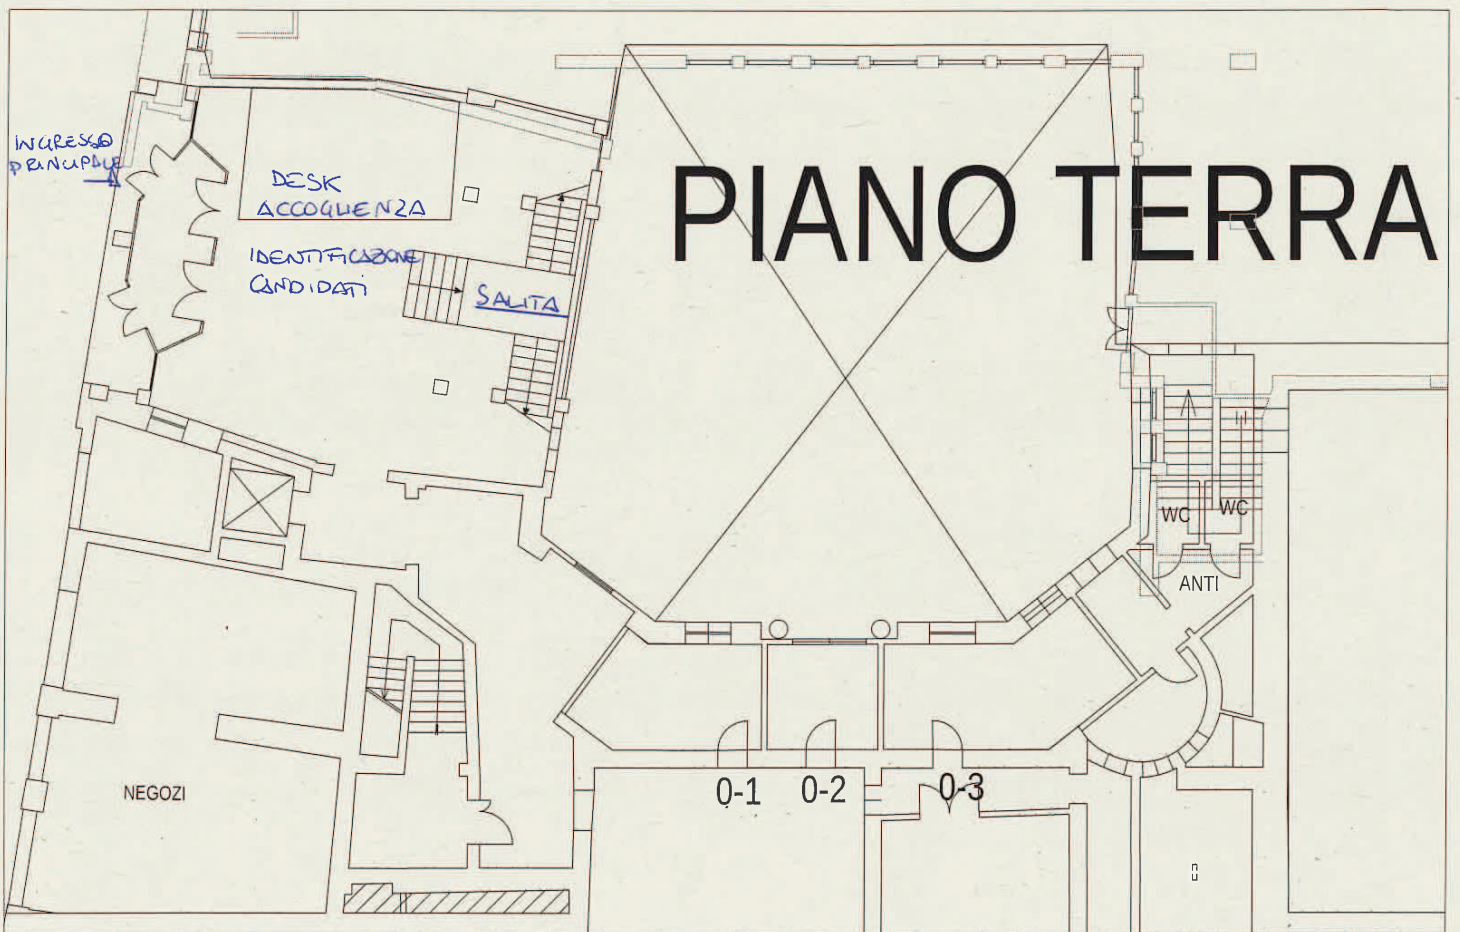 PIANO TERRA
INGRESSO
PRINCIPALE
DESK
ACCOGLIENZA
IDENTIFICAZIONE
CANDIDATI
SALITA
WC
WC
ANTI
NEGOZI
0-1
0-2
0-3